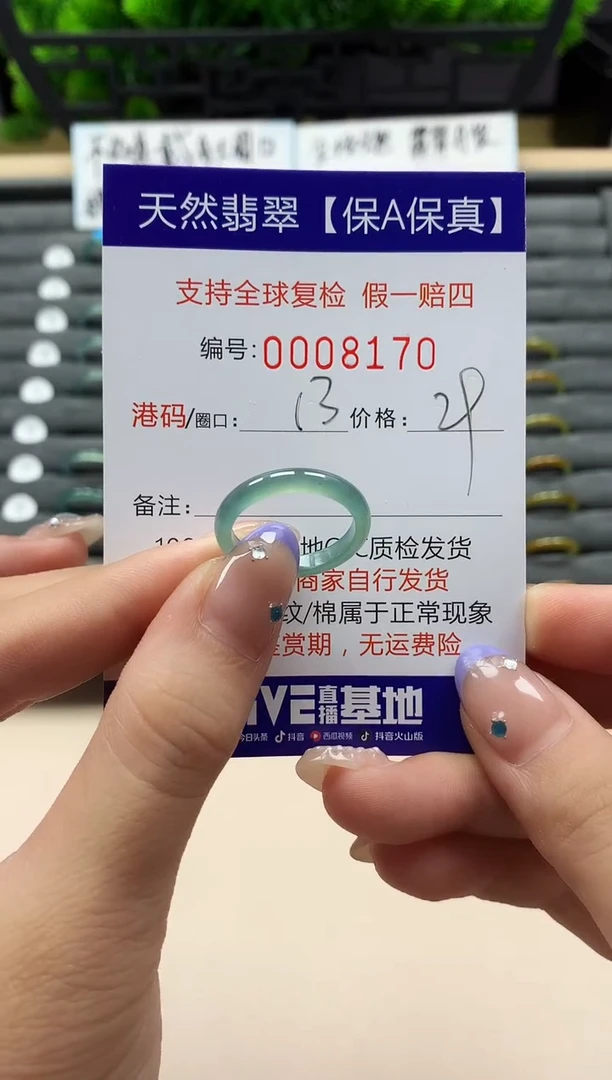 天然翡翠【保A保真】
支持全球复检 假一赔四
编号:0008170
港码/圈口: 13 价格:
备注:
地 质检发货
商家自行发货
纹/棉属于正常现象
赏期，无运费险
直播基地
今日头条 抖音 西瓜视频 抖音火山版